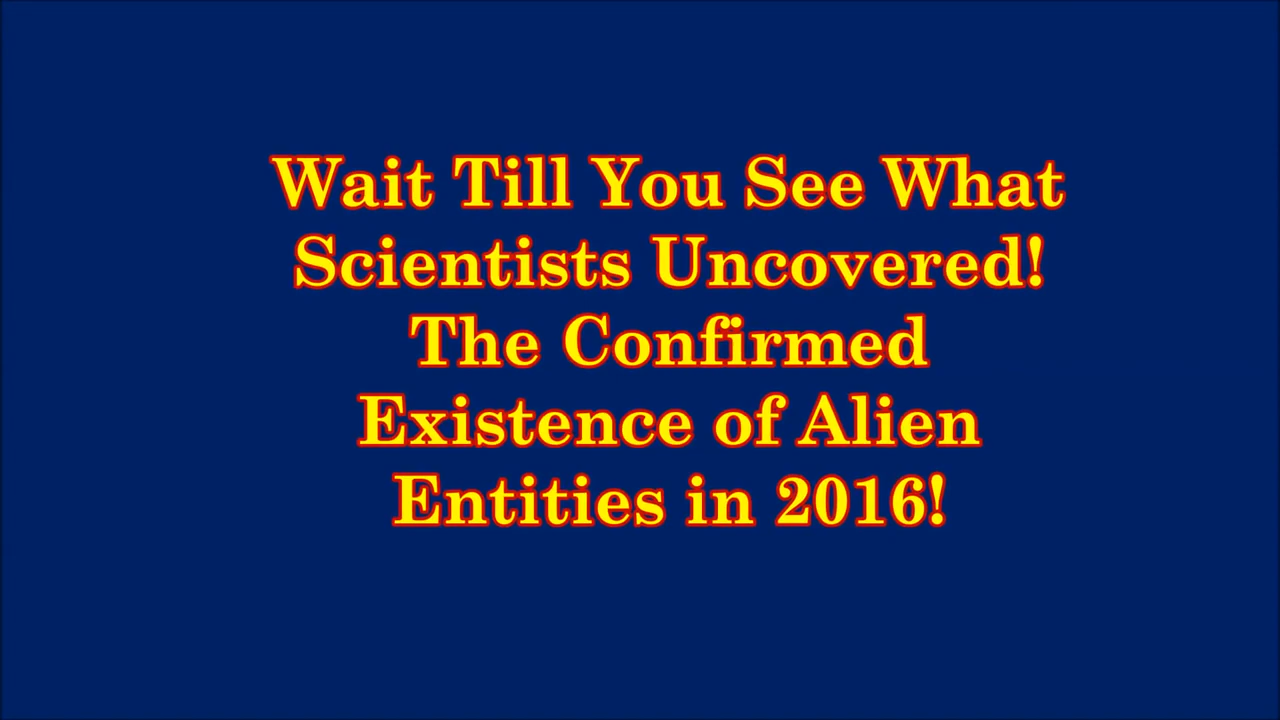 Wait Till You See What
Scientists Uncovered!
The Confirmed
Existence of Alien
Entities in 2016!